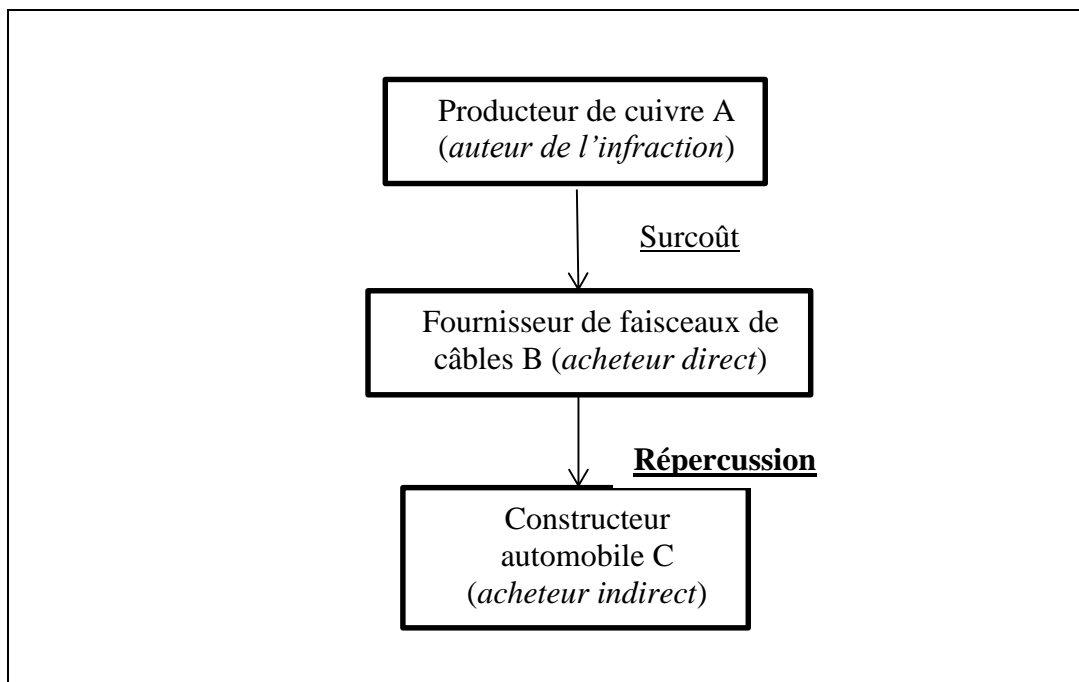 Producteur de cuivre A
(auteur de l’infraction)
Surcoût
Fournisseur de faisceaux de
câbles B (acheteur direct)
Répercussion
Constructeur
automobile C
(acheteur indirect)